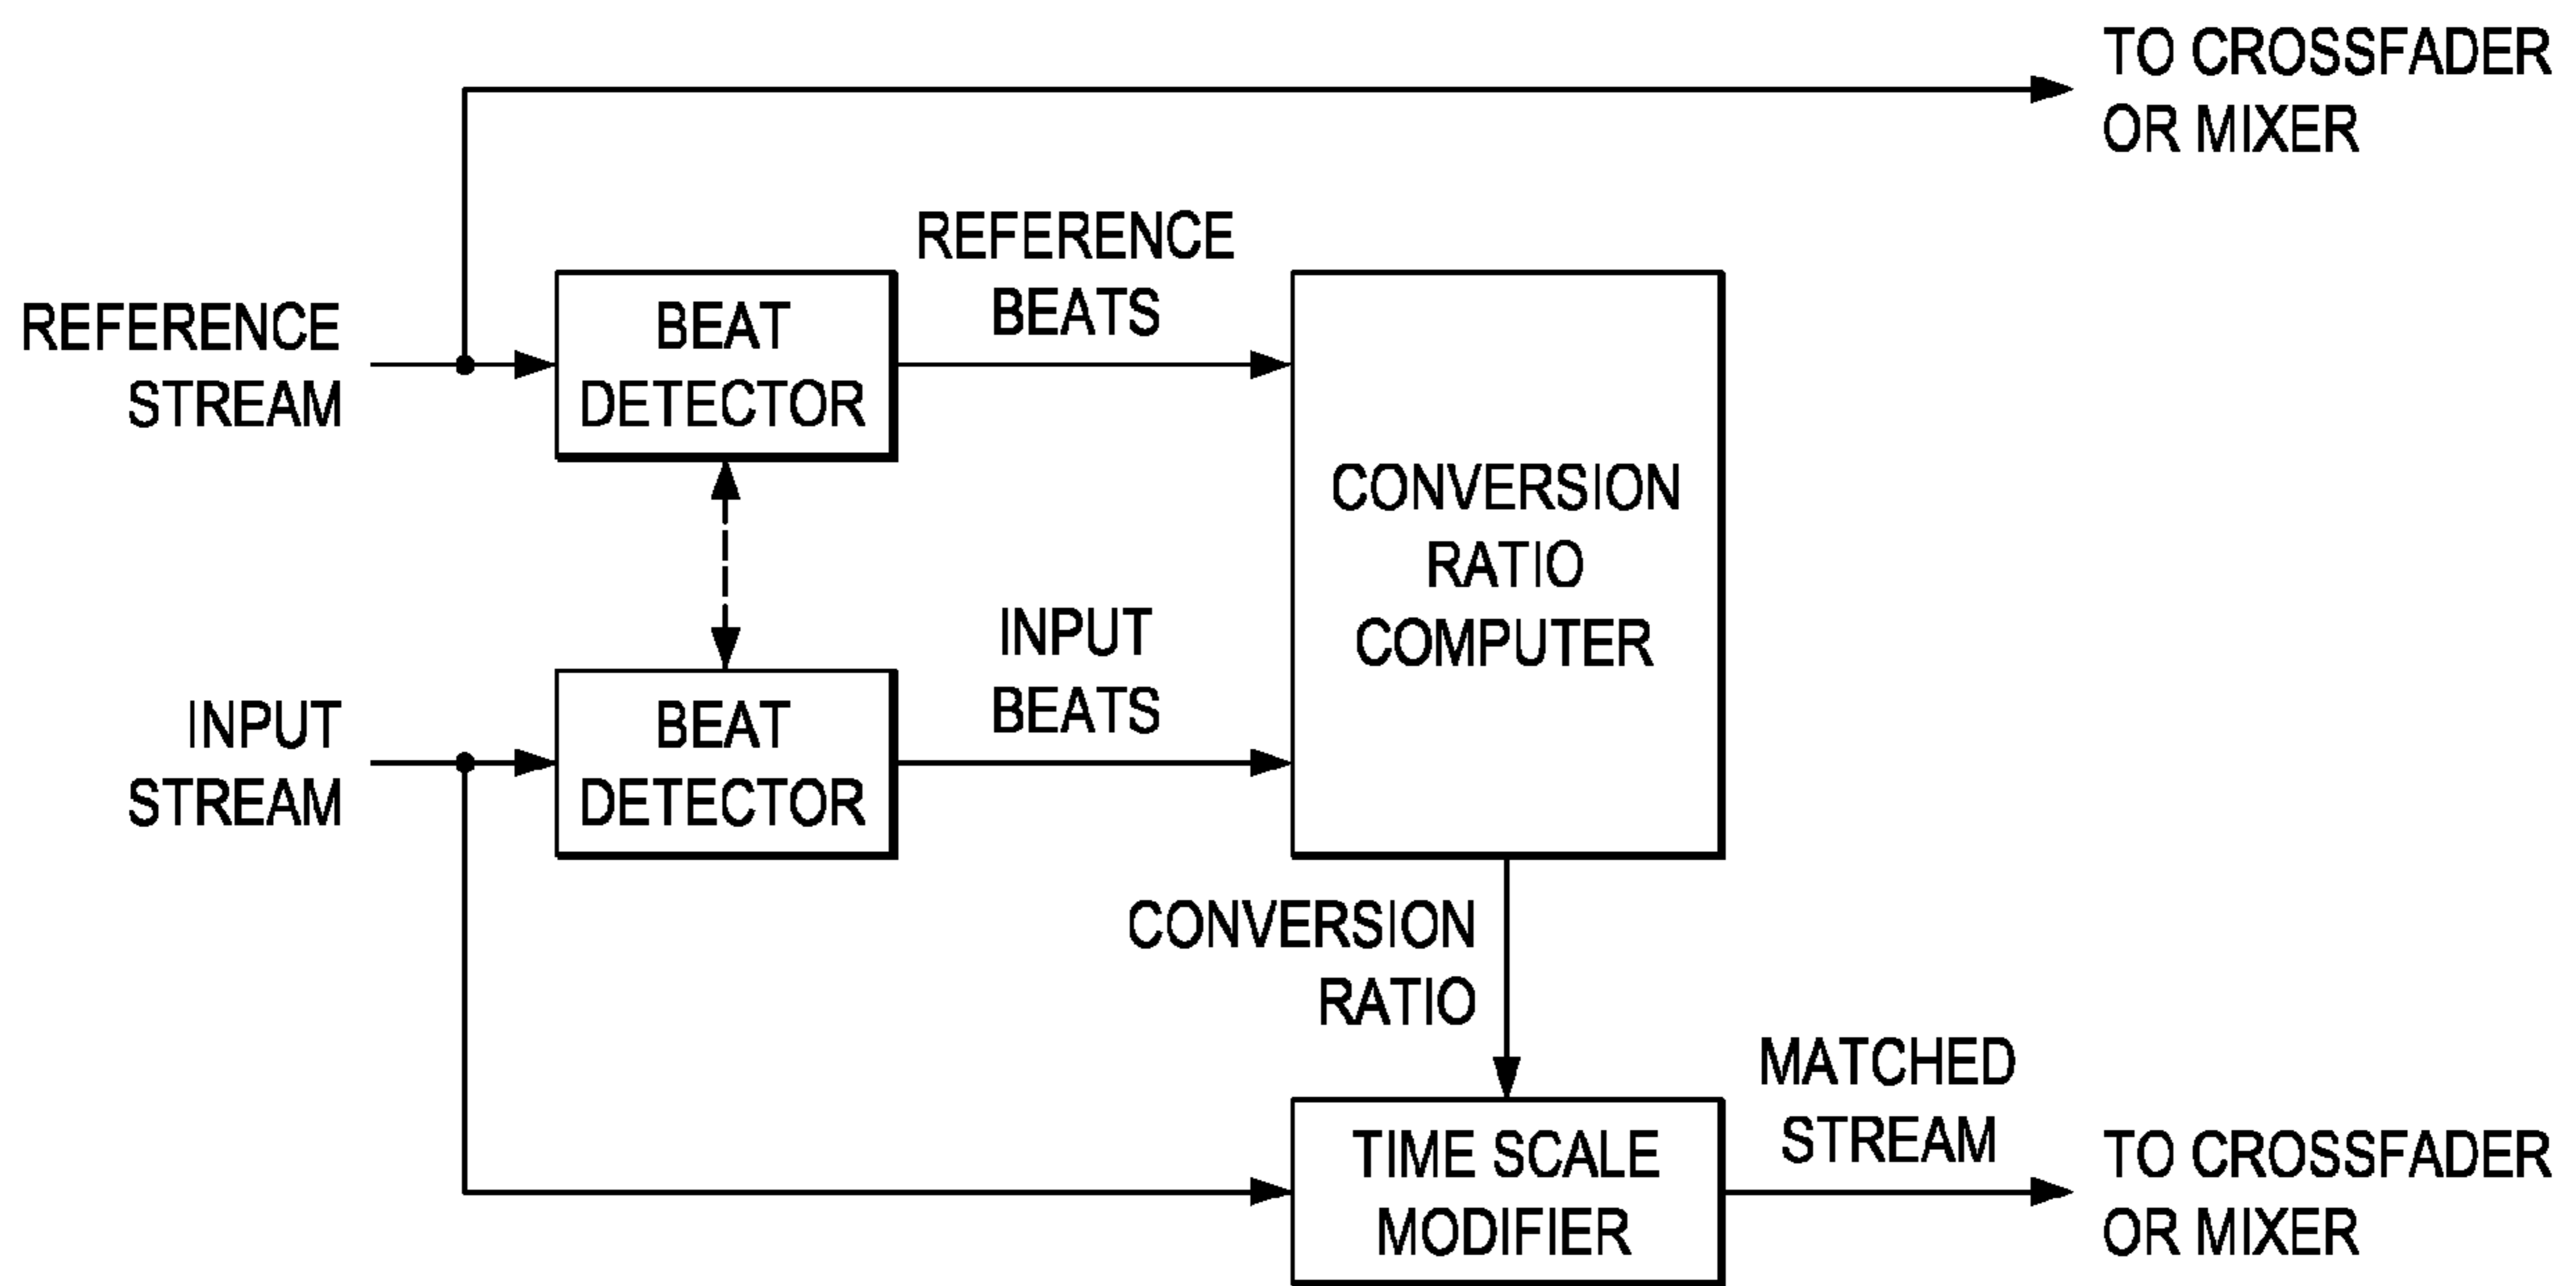 TO CROSSFADER
OR MIXER
REFERENCE
BEATS
REFERENCE
STREAM
BEAT
DETECTOR
CONVERSION
RATIO
COMPUTER
INPUT
BEATS
INPUT
STREAM
BEAT
DETECTOR
CONVERSION
RATIO
TIME SCALE
MODIFIER
MATCHED
STREAM
TO CROSSFADER
OR MIXER